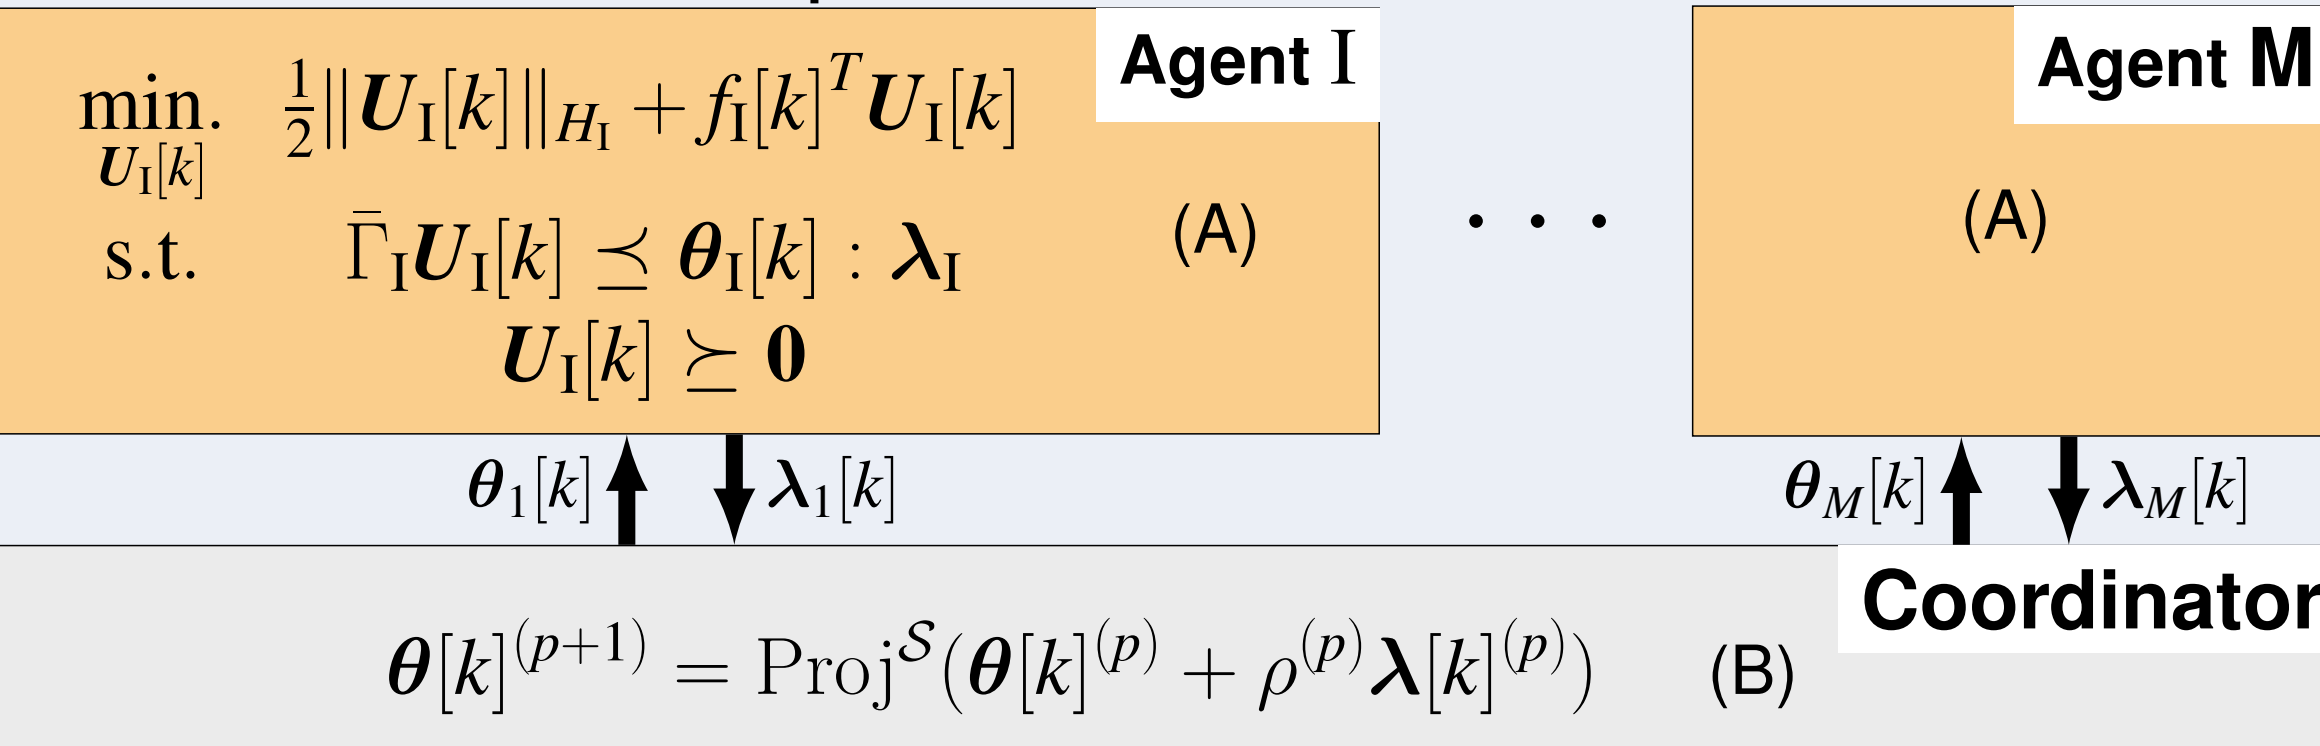 Agent I
Agent M
min. ½‖U_I[k]‖_{H_I} + f_I[k]^T U_I[k]
U_I[k]
s.t. Γ̄_I U_I[k] ⪯ θ_I[k] : λ_I (A)
(A)
U_I[k] ⪰ 0
θ_1[k] λ_1[k]
θ_M[k] λ_M[k]
Coordinator
θ[k]^{(p+1)} = Proj^𝒮(θ[k]^{(p)} + ρ^{(p)}λ[k]^{(p)}) (B)